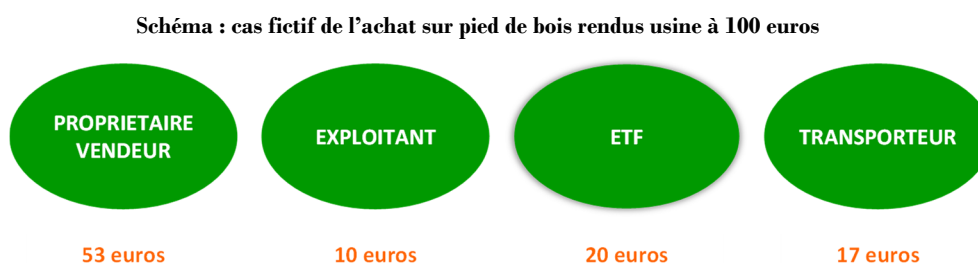 Schéma : cas fictif de l'achat sur pied de bois rendus usine à 100 euros
PROPRIETAIRE
VENDEUR
EXPLOITANT
ETF
TRANSPORTEUR
53 euros
10 euros
20 euros
17 euros